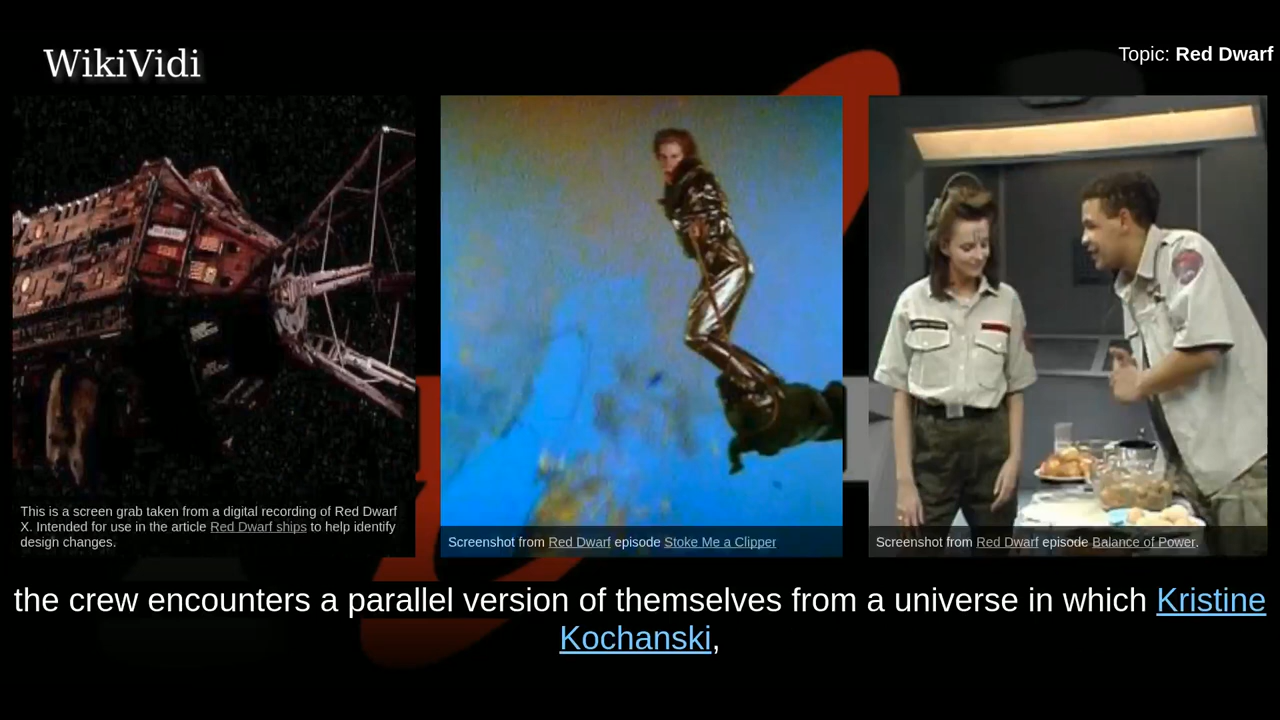 WikiVidi
Topic: Red Dwarf
This is a screen grab taken from a digital recording of Red Dwarf
X. Intended for use in the article Red Dwarf ships to help identify
design changes.
Screenshot from Red Dwarf episode Stoke Me a Clipper
Screenshot from Red Dwarf episode Balance of Power.
the crew encounters a parallel version of themselves from a universe in which Kristine
Kochanski,